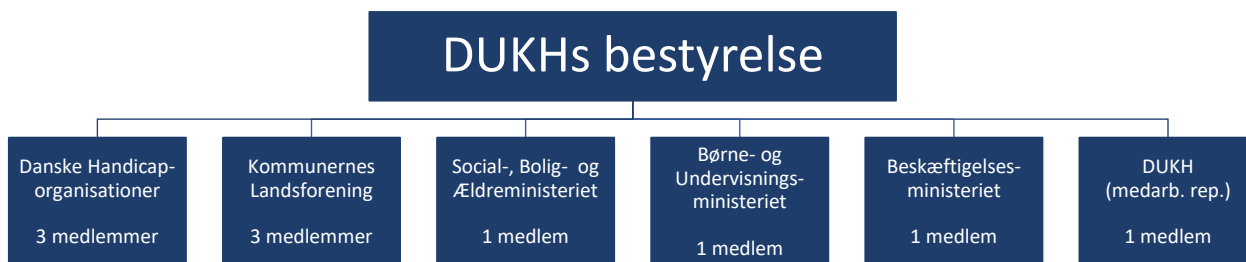 DUKHs bestyrelse
Danske Handicap-
organisationer
3 medlemmer
Kommunernes
Landsforening
3 medlemmer
Social-, Bolig- og
Ældreministeriet
1 medlem
Børne- og
Undervisnings-
ministeriet
1 medlem
Beskæftigelses-
ministeriet
1 medlem
DUKH
(medarb. rep.)
1 medlem